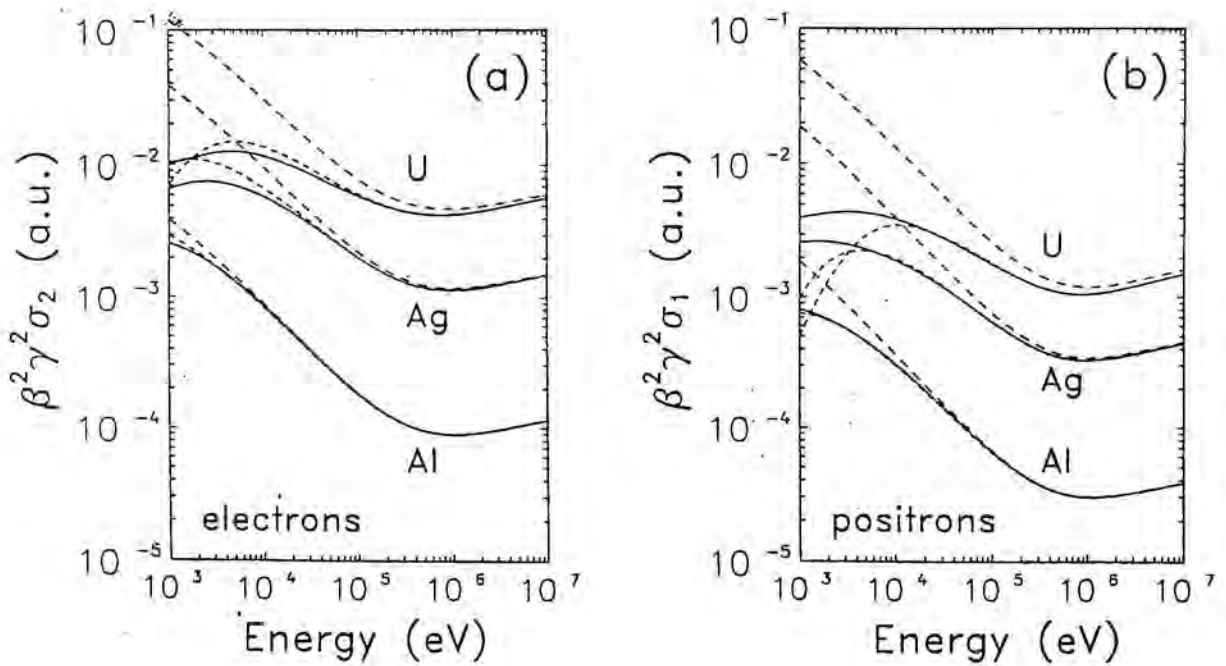 (a)
β²γ²σ₂ (a.u.)
10⁻¹
10⁻²
10⁻³
10⁻⁴
10⁻⁵
U
Ag
Al
electrons
10³ 10⁴ 10⁵ 10⁶ 10⁷
Energy (eV)
(b)
β²γ²σ₁ (a.u.)
10⁻¹
10⁻²
10⁻³
10⁻⁴
10⁻⁵
U
Ag
Al
positrons
10³ 10⁴ 10⁵ 10⁶ 10⁷
Energy (eV)